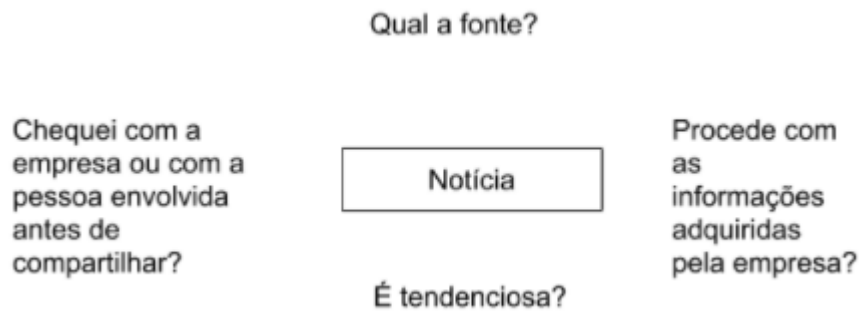 Qual a fonte?
Chequei com a
empresa ou com a
pessoa envolvida
antes de
compartilhar?
Notícia
Procede com
as
informações
adquiridas
pela empresa?
É tendenciosa?